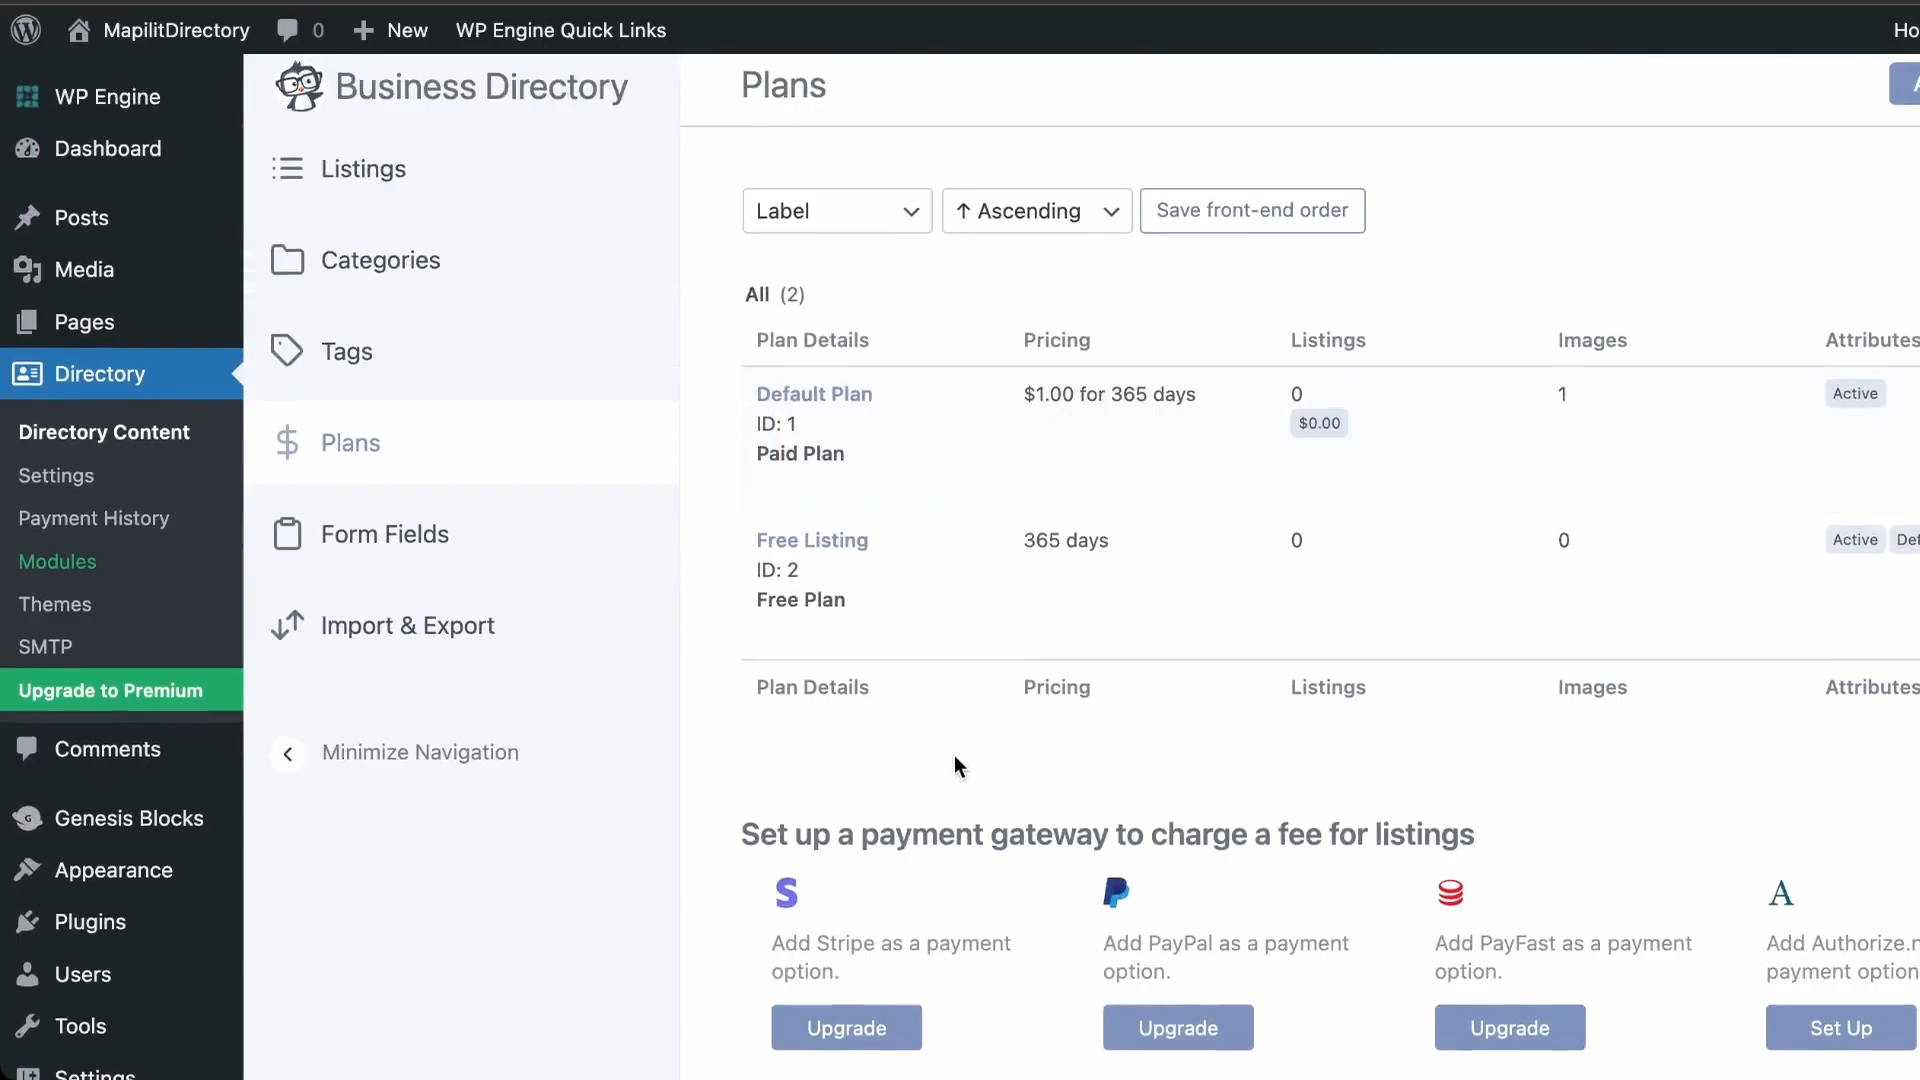 MapilitDirectory 0 New WP Engine Quick Links Ho
WP Engine
Dashboard
Posts
Media
Pages
Directory
Directory Content
Settings
Payment History
Modules
Themes
SMTP
Upgrade to Premium
Comments
Genesis Blocks
Appearance
Plugins
Users
Tools
Settings
Business Directory
Listings
Categories
Tags
Plans
Form Fields
Import & Export
Minimize Navigation
Plans
A
Label ↑ Ascending Save front-end order
All (2)
Plan Details Pricing Listings Images Attributes
Default Plan $1.00 for 365 days 0 1 Active
ID: 1 $0.00
Paid Plan
Free Listing 365 days 0 0 Active Def
ID: 2
Free Plan
Plan Details Pricing Listings Images Attributes
Set up a payment gateway to charge a fee for listings
Add Stripe as a payment
option.
Upgrade
Add PayPal as a payment
option.
Upgrade
Add PayFast as a payment
option.
Upgrade
Add Authorize.n
payment option
Set Up